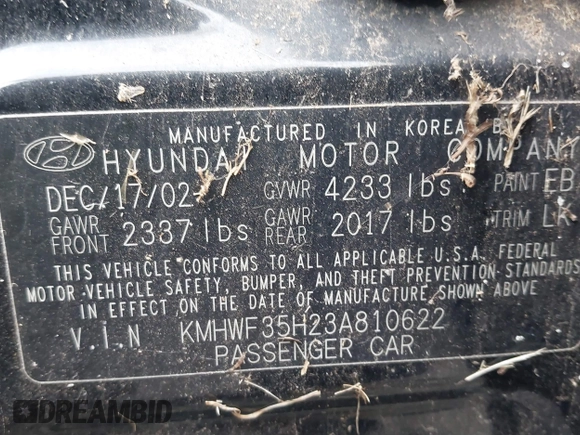 MANUFACTURED IN KOREA BY
HYUNDAI MOTOR COMPANY
DEC/17/02 GVWR 4233 lbs PAINT EB
GAWR FRONT 2337 lbs GAWR REAR 2017 lbs TRIM LK
THIS VEHICLE CONFORMS TO ALL APPLICABLE U.S.A. FEDERAL
MOTOR VEHICLE SAFETY, BUMPER, AND THEFT PREVENTION STANDARDS
IN EFFECT ON THE DATE OF MANUFACTURE SHOWN ABOVE
V.I.N KMHWF35H23A810622
PASSENGER CAR
DREAMBID